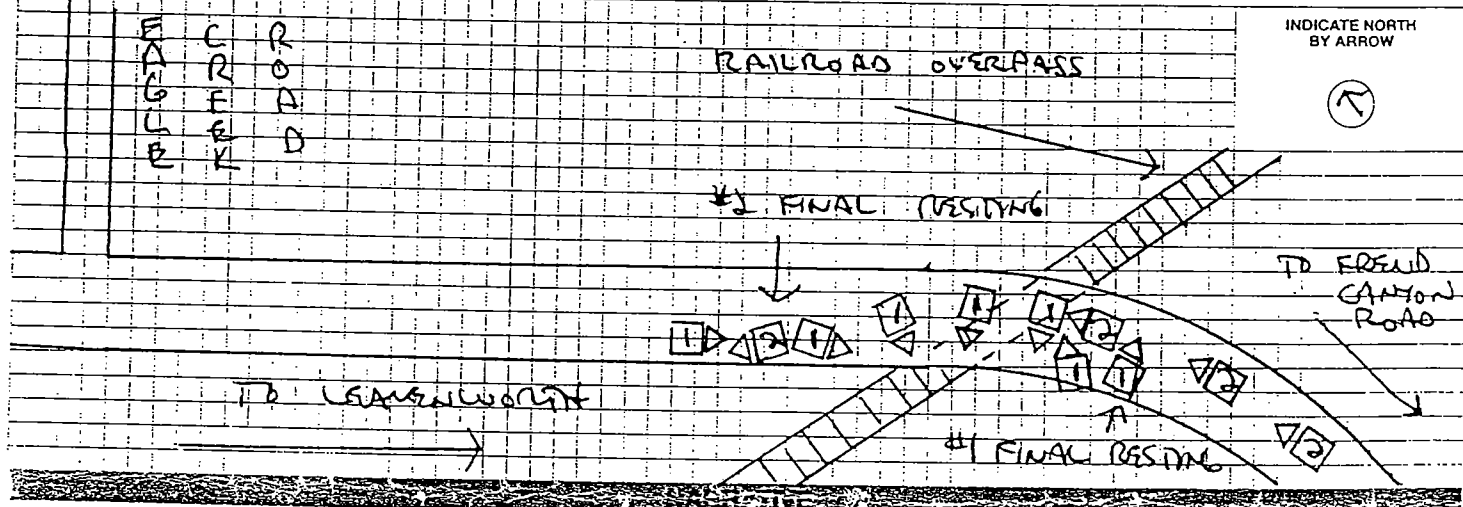 EAGLE CREEK ROAD
INDICATE NORTH
BY ARROW
RAILROAD OVERPASS
#2 FINAL RESTING
TO FREUND
CANYON
ROAD
1 2 1 1 1 1 2
1 1 2
2
TO LEAVENWORTH
#1 FINAL RESTING